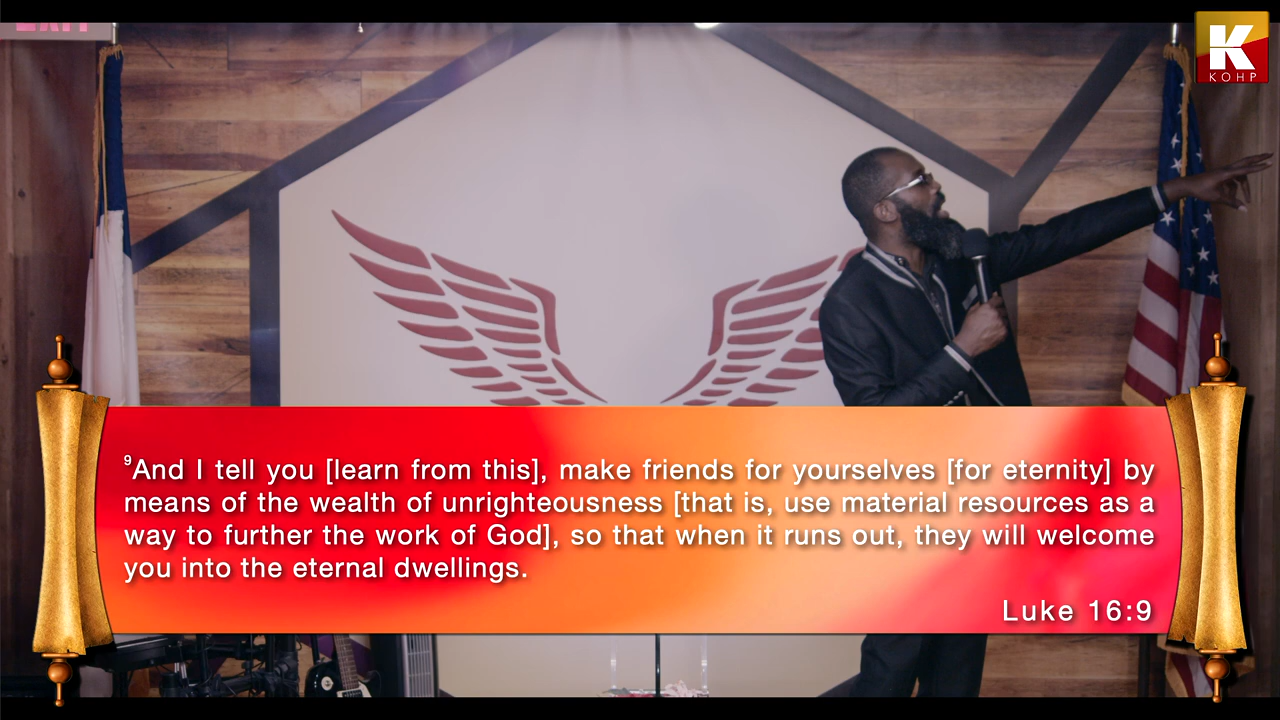 EXIT
K
KOHP
⁹And I tell you [learn from this], make friends for yourselves [for eternity] by
means of the wealth of unrighteousness [that is, use material resources as a
way to further the work of God], so that when it runs out, they will welcome
you into the eternal dwellings.
Luke 16:9